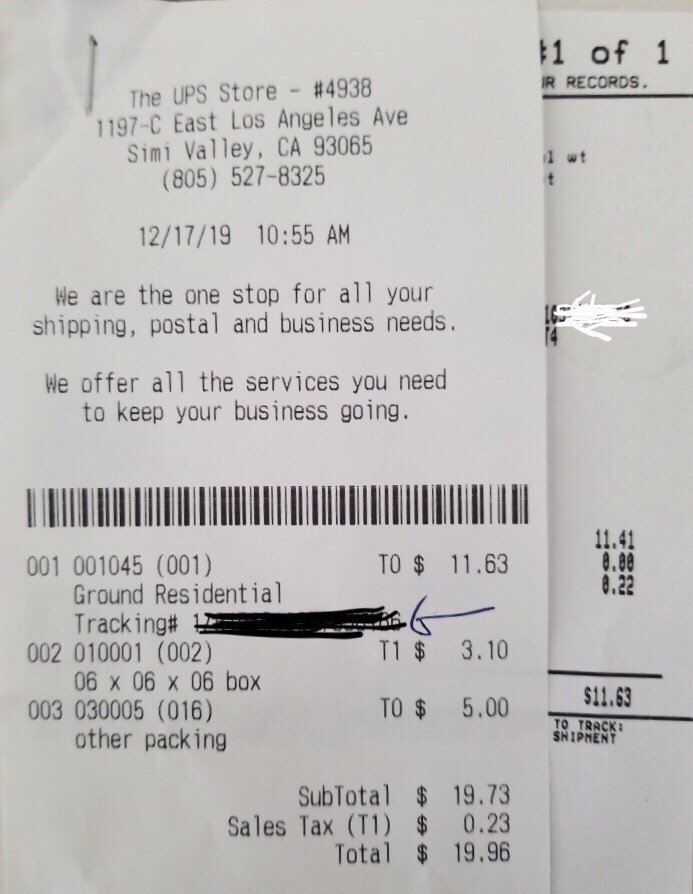 The UPS Store - #4938
1197-C East Los Angeles Ave
Simi Valley, CA 93065
(805) 527-8325
12/17/19 10:55 AM
We are the one stop for all your
shipping, postal and business needs.
We offer all the services you need
to keep your business going.
001 001045 (001) T0 $ 11.63
Ground Residential
Tracking#
002 010001 (002) T1 $ 3.10
06 x 06 x 06 box
003 030005 (016) T0 $ 5.00
other packing
SubTotal $ 19.73
Sales Tax (T1) $ 0.23
Total $ 19.96
#1 of 1
RECORDS.
wt
11.41
0.00
0.22
$11.63
TO TRACK:
SHIPMENT